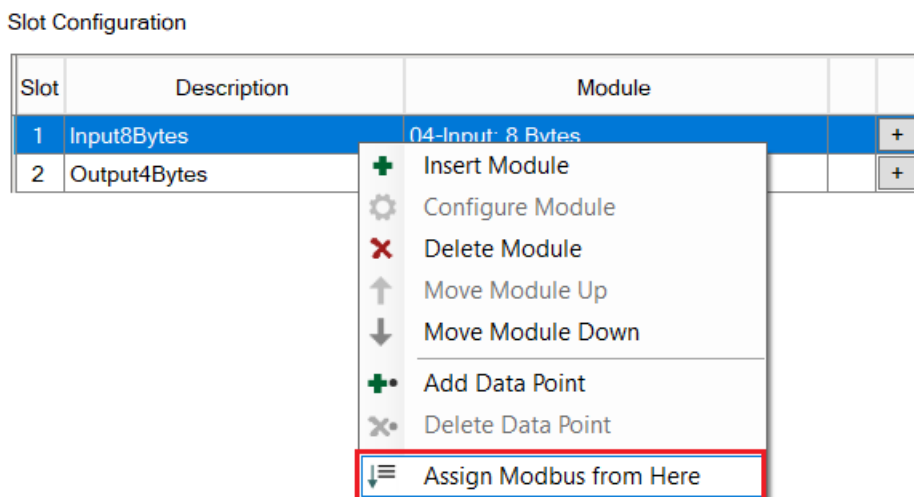 Slot Configuration
Slot Description Module
1 Input8Bytes 04-Input: 8 Bytes +
2 Output4Bytes +
Insert Module
Configure Module
Delete Module
Move Module Up
Move Module Down
Add Data Point
Delete Data Point
Assign Modbus from Here